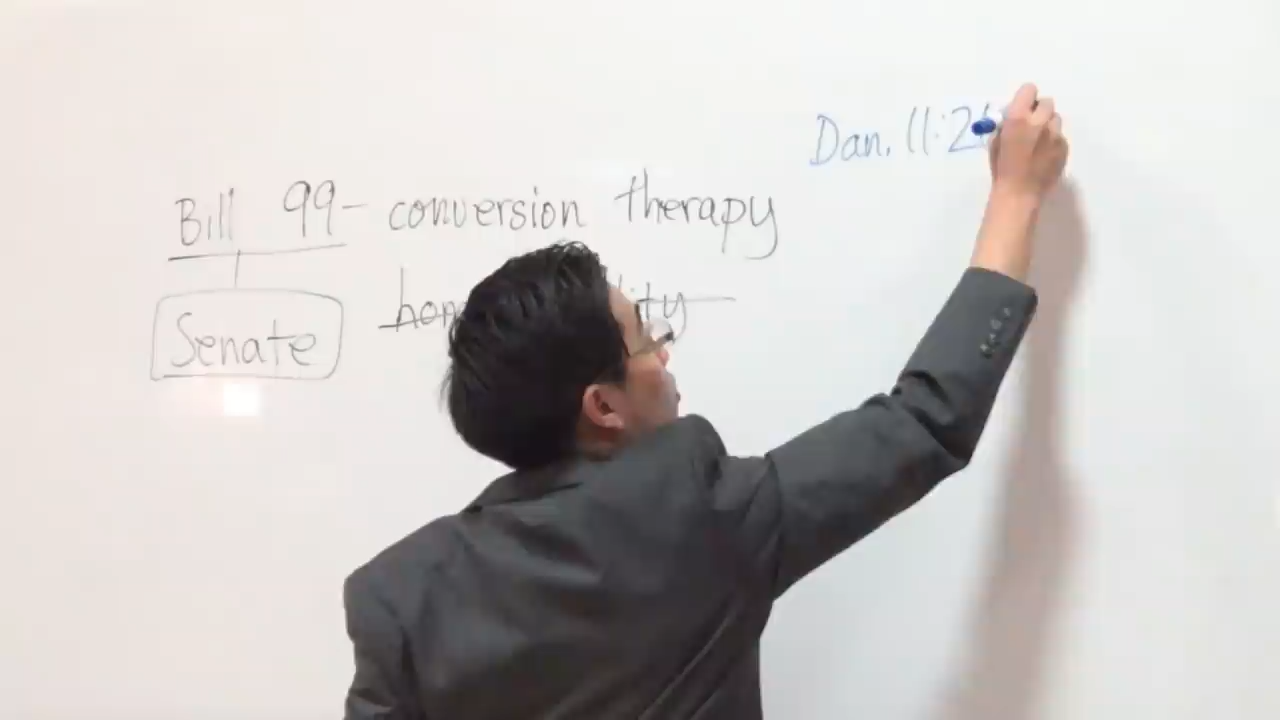 Dan. 11:2
Bill 99 - conversion therapy
Senate